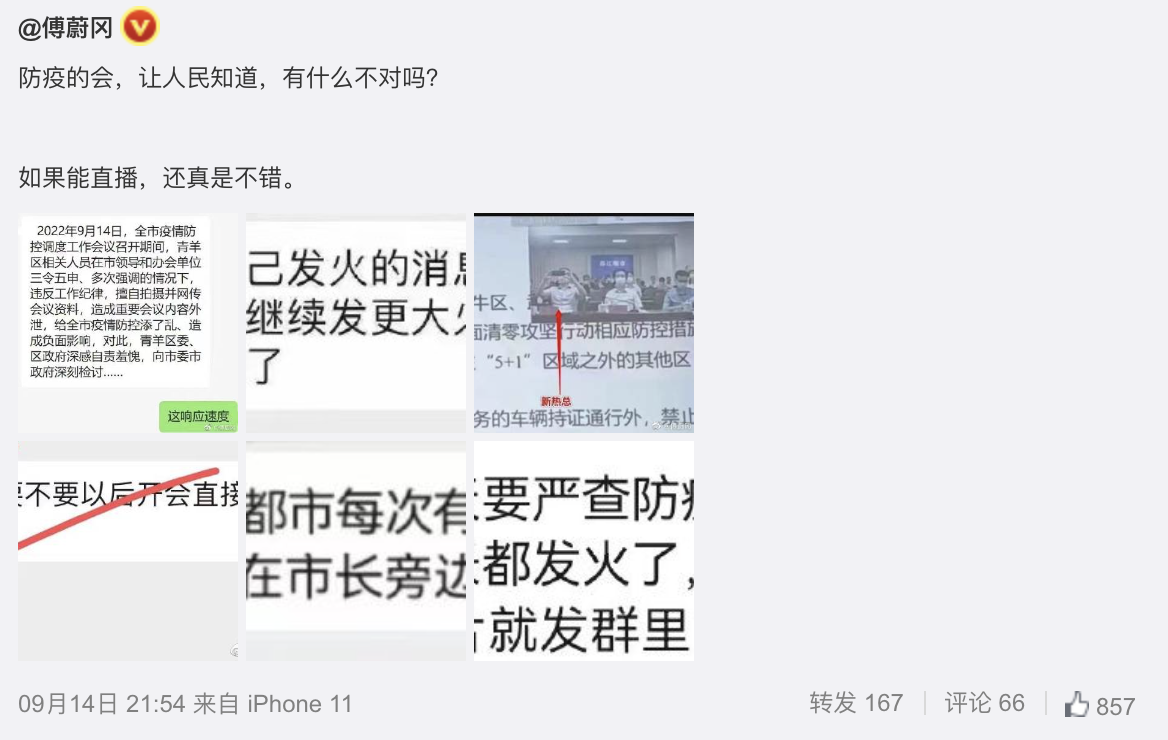 @傅蔚冈
防疫的会，让人民知道，有什么不对吗？
如果能直播，还真是不错。
2022年9月14日，全市疫情防
控调度工作会议召开期间，青羊
区相关人员在市领导和办会单位
三令五申、多次强调的情况下，
违反工作纪律，擅自拍摄并网传
会议资料，造成重要会议内容外
泄，给全市疫情防控添了乱、造
成负面影响，对此，青羊区委、
区政府深感自责羞愧，向市委市
政府深刻检讨......
这响应速度
己发火的消息
继续发更大火
了
牛区、
面清零攻坚行动相应防控措施
“5+1”区域之外的其他区
新热总
务的车辆持证通行外，禁止
要不要以后开会直接
都市每次有
在市长旁边
要严查防疫
都发火了，
片就发群里
09月14日 21:54 来自 iPhone 11
转发 167
评论 66
857